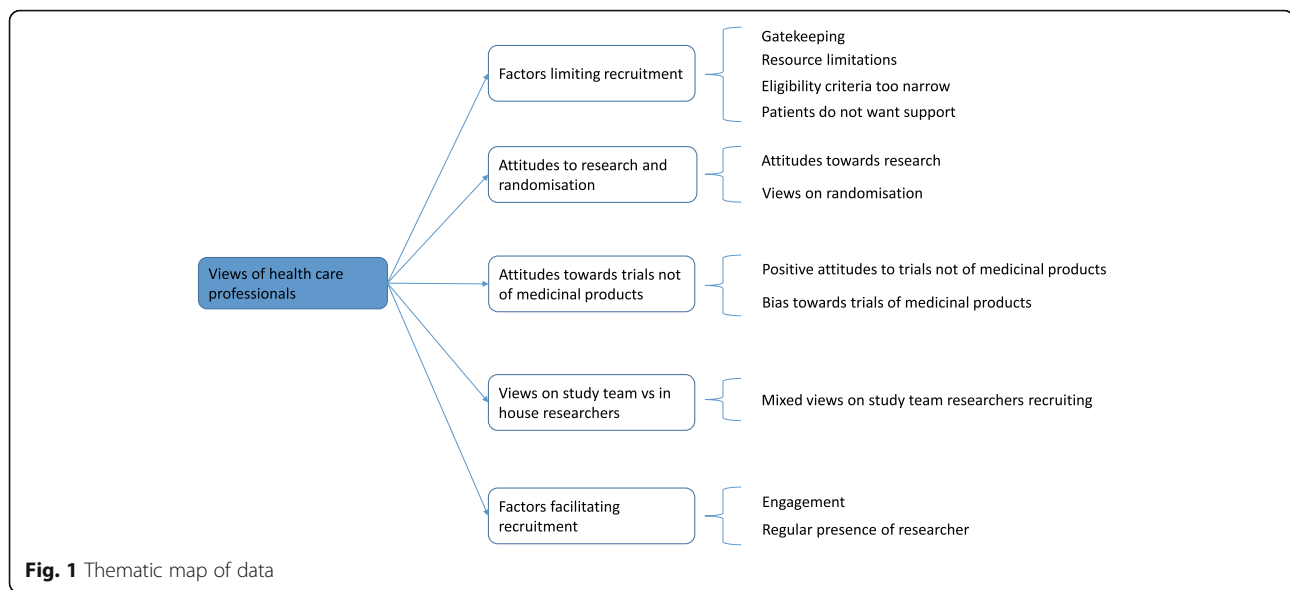 Views of health care
professionals
Factors limiting recruitment
Gatekeeping
Resource limitations
Eligibility criteria too narrow
Patients do not want support
Attitudes to research and
randomisation
Attitudes towards research
Views on randomisation
Attitudes towards trials not
of medicinal products
Positive attitudes to trials not of medicinal products
Bias towards trials of medicinal products
Views on study team vs in
house researchers
Mixed views on study team researchers recruiting
Factors facilitating
recruitment
Engagement
Regular presence of researcher
Fig. 1 Thematic map of data